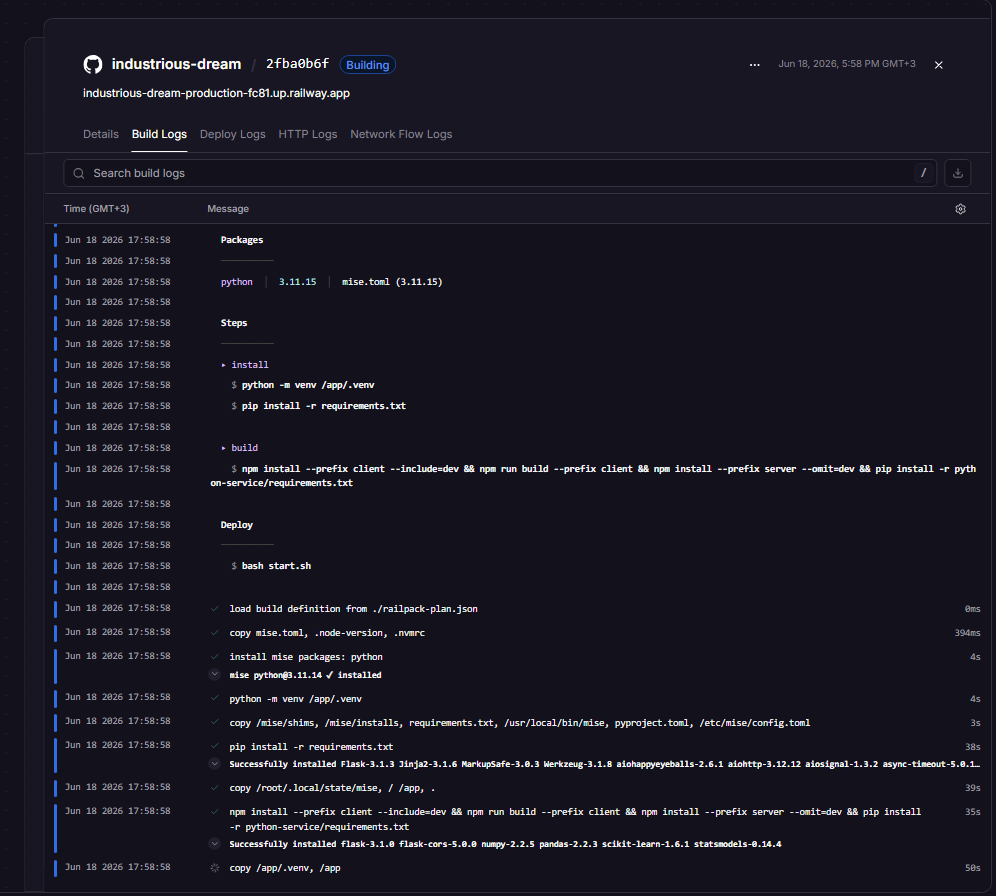 industrious-dream / 2fba0b6f Building
Jun 18, 2026, 5:58 PM GMT+3
industrious-dream-production-fc81.up.railway.app
Details Build Logs Deploy Logs HTTP Logs Network Flow Logs
Search build logs /
Time (GMT+3) Message
Jun 18 2026 17:58:58 Packages
Jun 18 2026 17:58:58 ──────────
Jun 18 2026 17:58:58 python │ 3.11.15 │ mise.toml (3.11.15)
Jun 18 2026 17:58:58
Jun 18 2026 17:58:58 Steps
Jun 18 2026 17:58:58 ──────────
Jun 18 2026 17:58:58 ▸ install
Jun 18 2026 17:58:58 $ python -m venv /app/.venv
Jun 18 2026 17:58:58 $ pip install -r requirements.txt
Jun 18 2026 17:58:58
Jun 18 2026 17:58:58 ▸ build
Jun 18 2026 17:58:58 $ npm install --prefix client --include=dev && npm run build --prefix client && npm install --prefix server --omit=dev && pip install -r pyth
on-service/requirements.txt
Jun 18 2026 17:58:58
Jun 18 2026 17:58:58 Deploy
Jun 18 2026 17:58:58 ──────────
Jun 18 2026 17:58:58 $ bash start.sh
Jun 18 2026 17:58:58
Jun 18 2026 17:58:58 load build definition from ./railpack-plan.json 0ms
Jun 18 2026 17:58:58 copy mise.toml, .node-version, .nvmrc 394ms
Jun 18 2026 17:58:58 install mise packages: python 4s
mise python@3.11.14 ✓ installed
Jun 18 2026 17:58:58 python -m venv /app/.venv 4s
Jun 18 2026 17:58:58 copy /mise/shims, /mise/installs, requirements.txt, /usr/local/bin/mise, pyproject.toml, /etc/mise/config.toml 3s
Jun 18 2026 17:58:58 pip install -r requirements.txt 38s
Successfully installed Flask-3.1.3 Jinja2-3.1.6 MarkupSafe-3.0.3 Werkzeug-3.1.8 aiohappyeyeballs-2.6.1 aiohttp-3.12.12 aiosignal-1.3.2 async-timeout-5.0.1…
Jun 18 2026 17:58:58 copy /root/.local/state/mise, / /app, . 39s
Jun 18 2026 17:58:58 npm install --prefix client --include=dev && npm run build --prefix client && npm install --prefix server --omit=dev && pip install 35s
-r python-service/requirements.txt
Successfully installed flask-3.1.0 flask-cors-5.0.0 numpy-2.2.5 pandas-2.2.3 scikit-learn-1.6.1 statsmodels-0.14.4
Jun 18 2026 17:58:58 copy /app/.venv, /app 50s